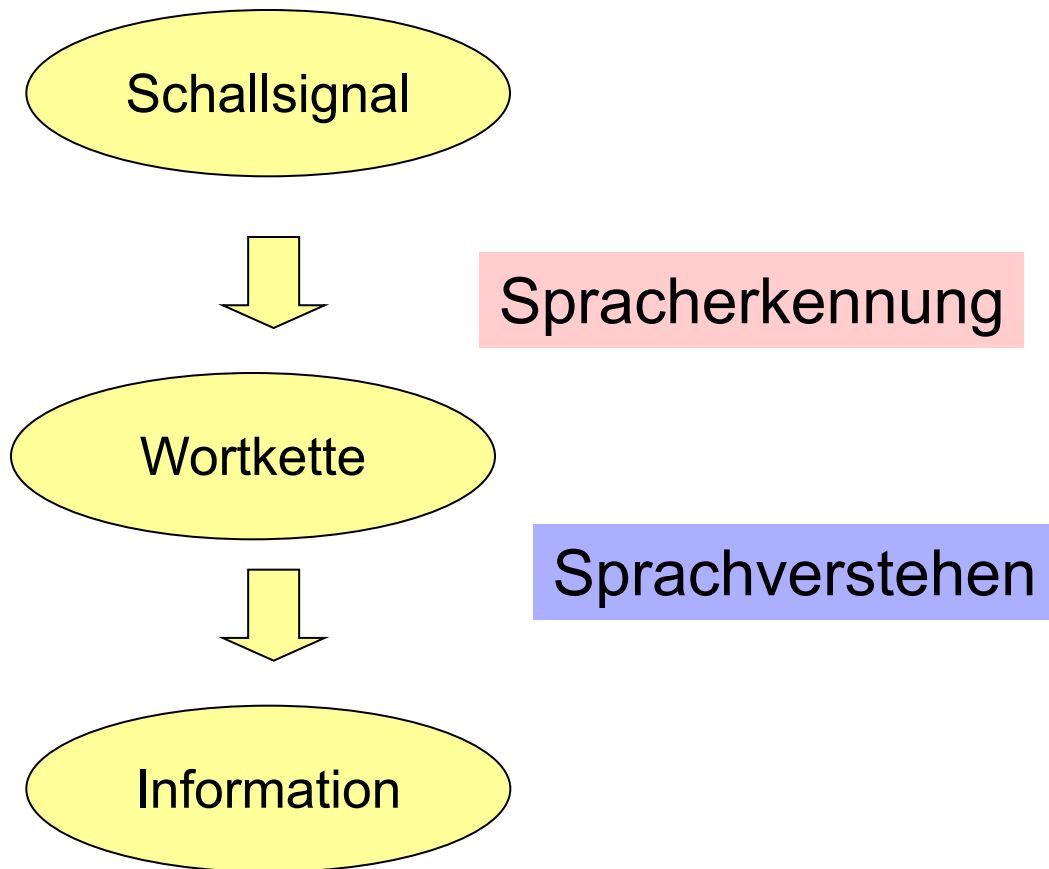 Schallsignal
Spracherkennung
Wortkette
Sprachverstehen
Information